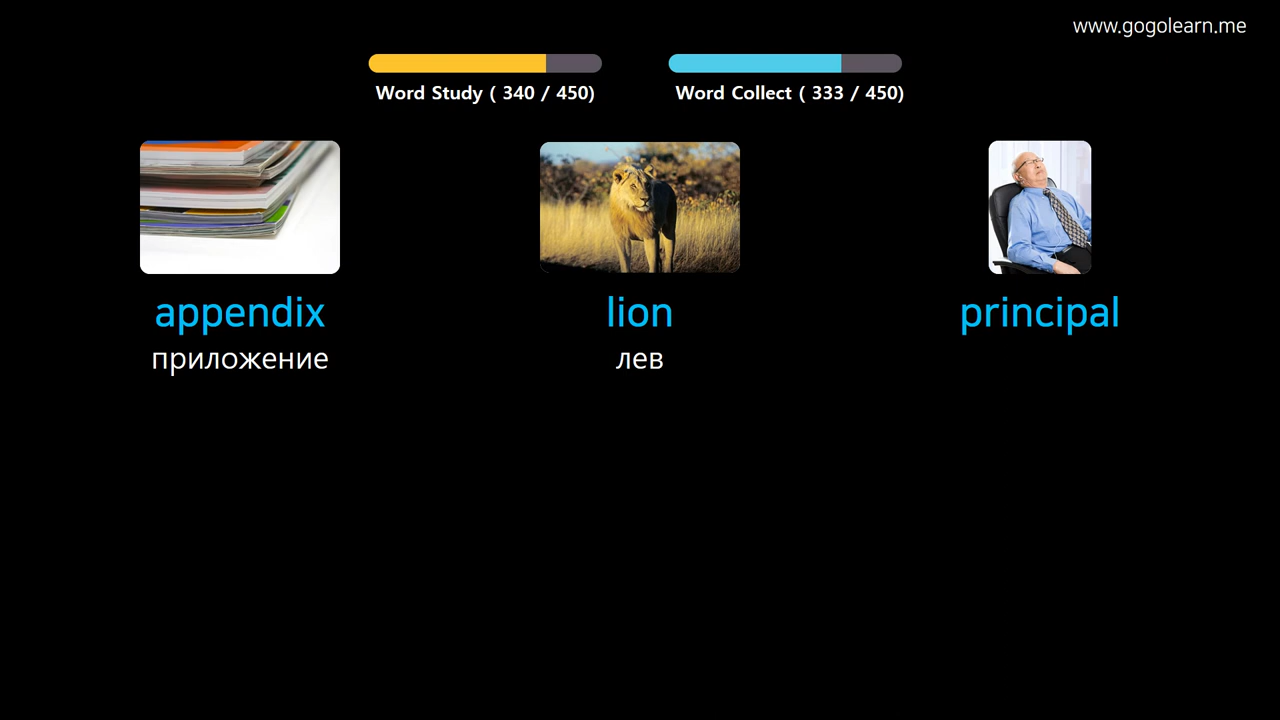 www.gogolearn.me
Word Study ( 340 / 450)
Word Collect ( 333 / 450)
appendix
приложение
lion
лев
principal